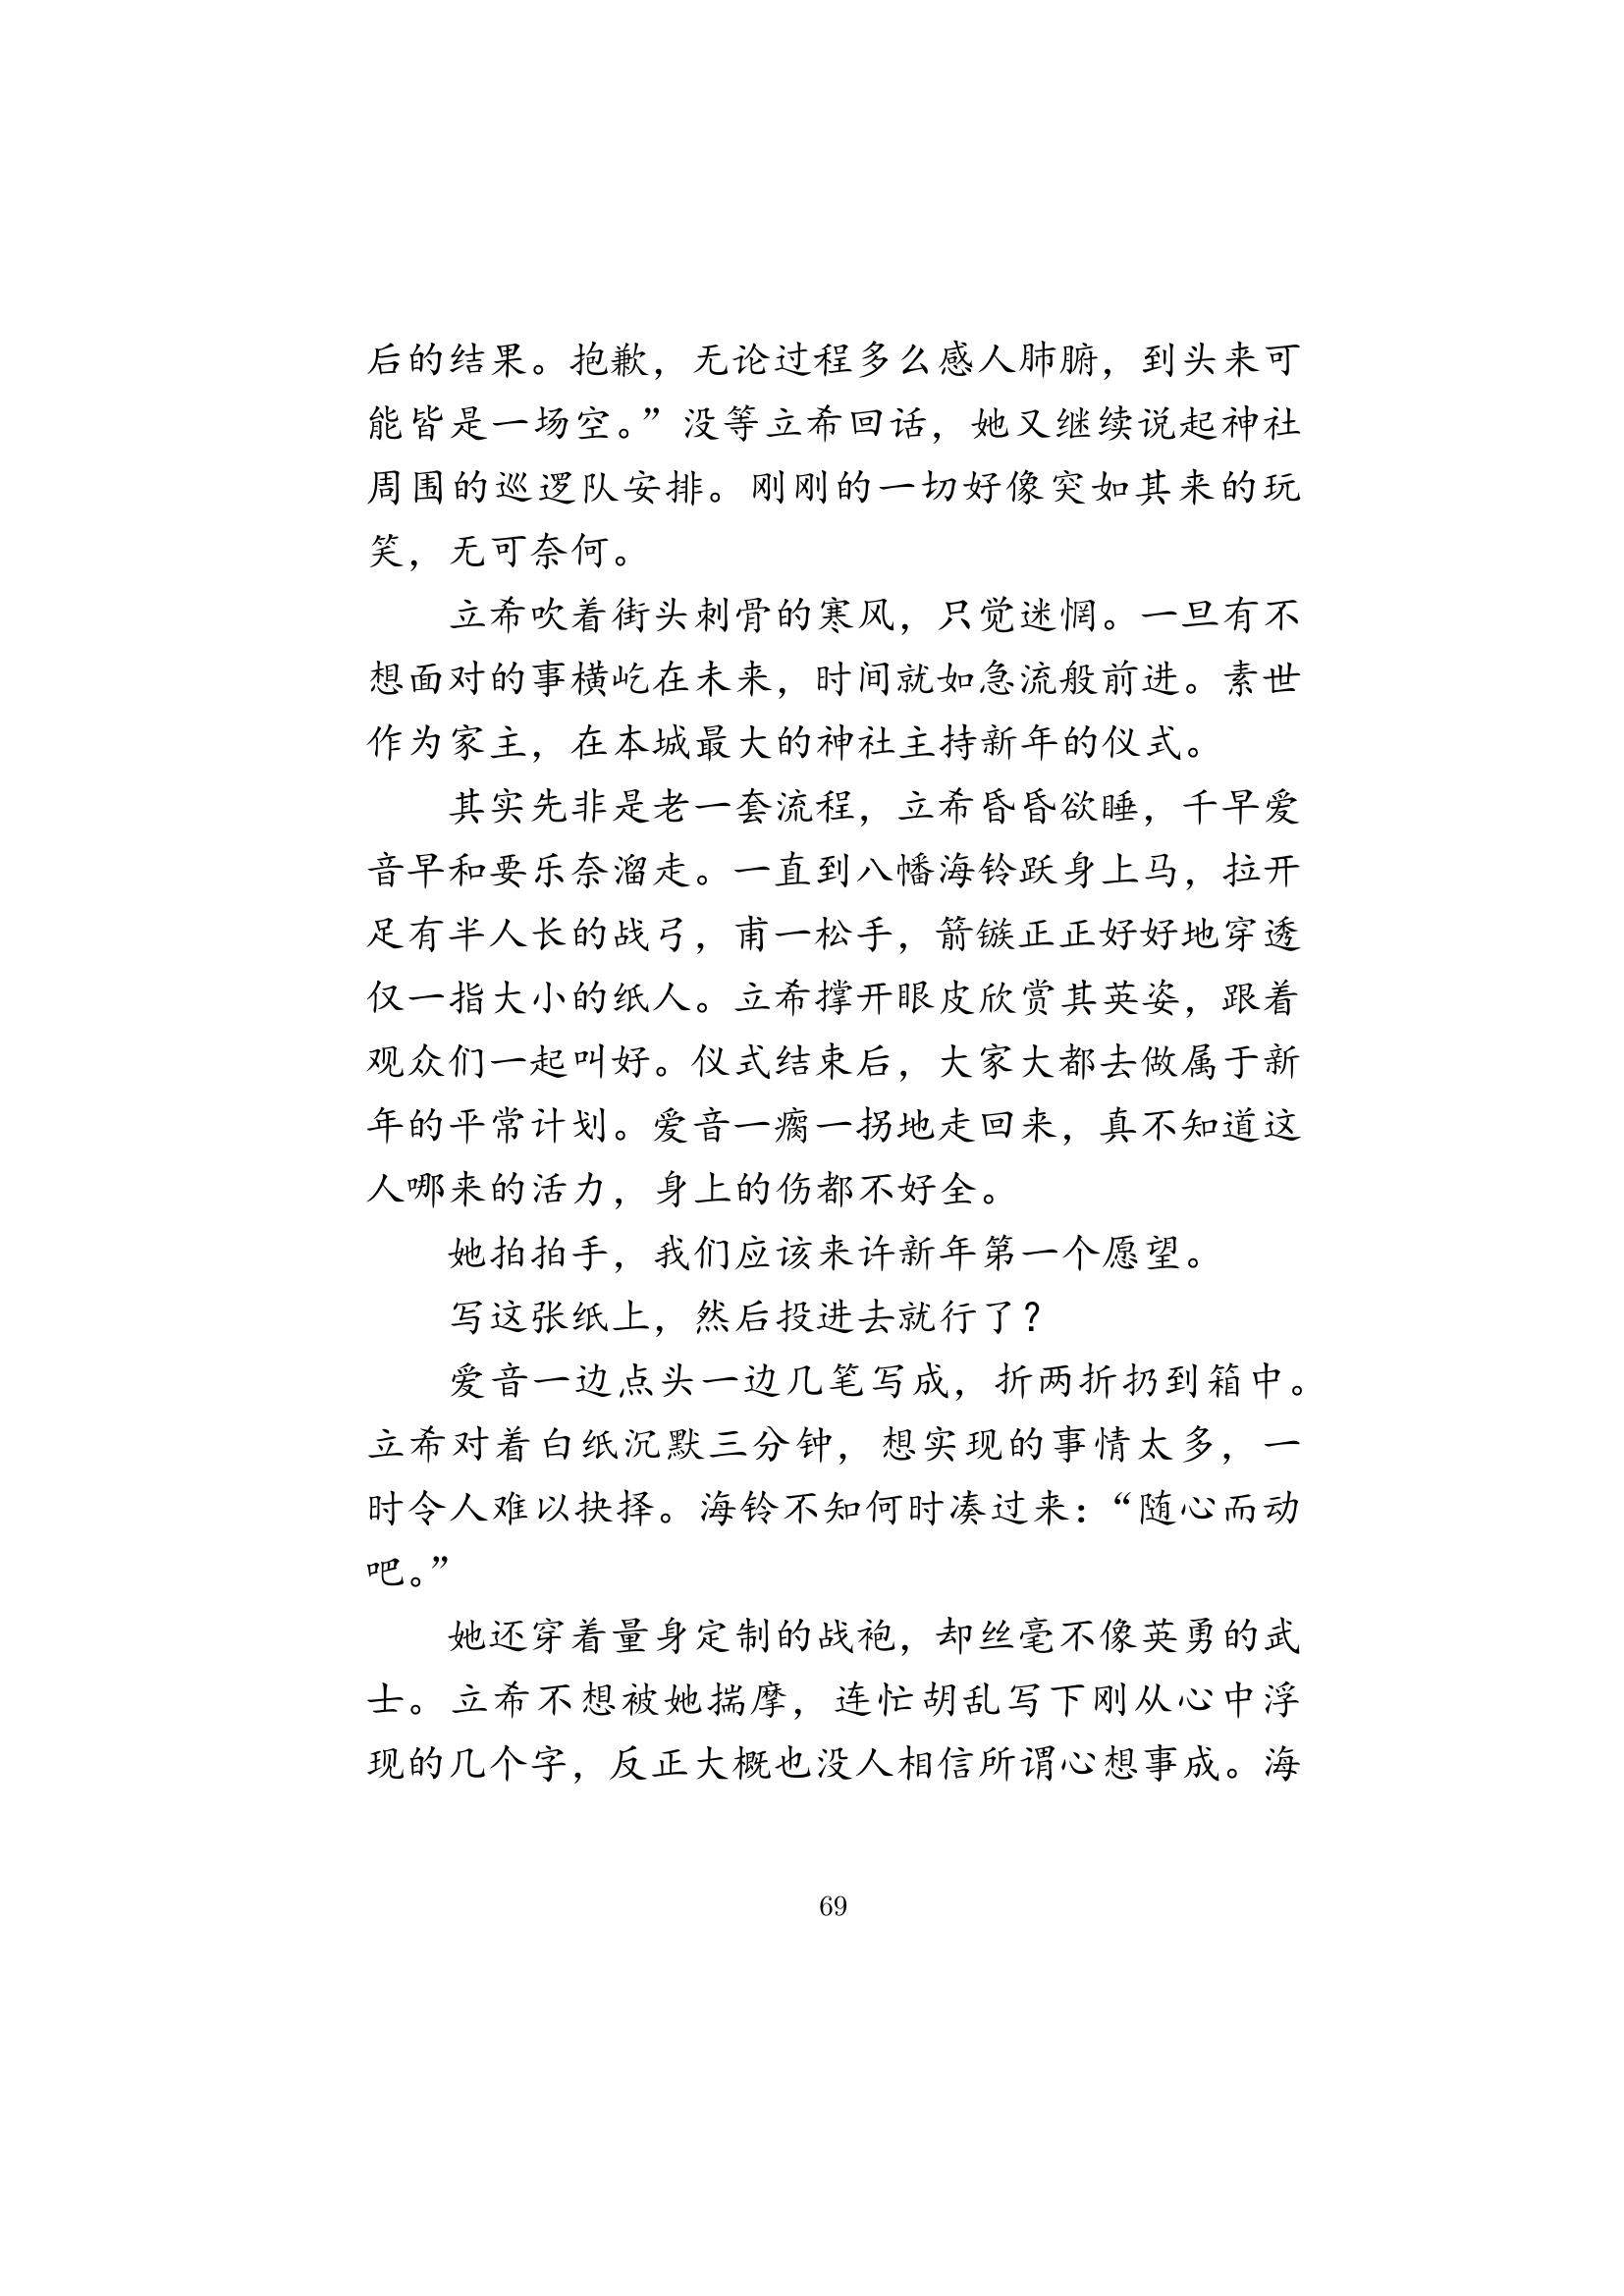 后的结果。抱歉，无论过程多么感人肺腑，到头来可
能皆是一场空。”没等立希回话，她又继续说起神社
周围的巡逻队安排。刚刚的一切好像突如其来的玩
笑，无可奈何。
立希吹着街头刺骨的寒风，只觉迷惘。一旦有不
想面对的事横屹在未来，时间就如急流般前进。素世
作为家主，在本城最大的神社主持新年的仪式。
其实先非是老一套流程，立希昏昏欲睡，千早爱
音早和要乐奈溜走。一直到八幡海铃跃身上马，拉开
足有半人长的战弓，甫一松手，箭镞正正好好地穿透
仅一指大小的纸人。立希撑开眼皮欣赏其英姿，跟着
观众们一起叫好。仪式结束后，大家大都去做属于新
年的平常计划。爱音一瘸一拐地走回来，真不知道这
人哪来的活力，身上的伤都不好全。
她拍拍手，我们应该来许新年第一个愿望。
写这张纸上，然后投进去就行了？
爱音一边点头一边几笔写成，折两折扔到箱中。
立希对着白纸沉默三分钟，想实现的事情太多，一
时令人难以抉择。海铃不知何时凑过来：“随心而动
吧。”
她还穿着量身定制的战袍，却丝毫不像英勇的武
士。立希不想被她揣摩，连忙胡乱写下刚从心中浮
现的几个字，反正大概也没人相信所谓心想事成。海
69